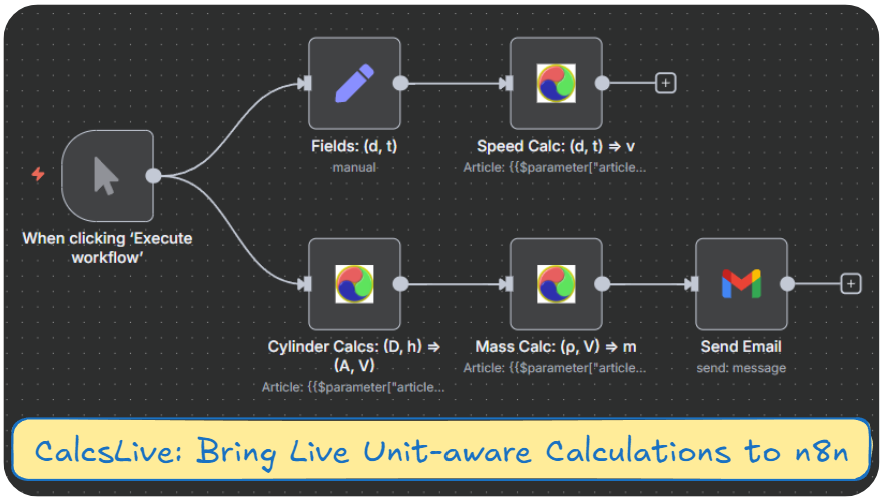 Fields: (d, t)
manual
Speed Calc: (d, t) ⇒ v
Article: {{$parameter["article...
When clicking ‘Execute
workflow’
Cylinder Calcs: (D, h) ⇒
(A, V)
Article: {{$parameter["article...
Mass Calc: (ρ, V) ⇒ m
Article: {{$parameter["article...
Send Email
send: message
CalcsLive: Bring Live Unit-aware Calculations to n8n